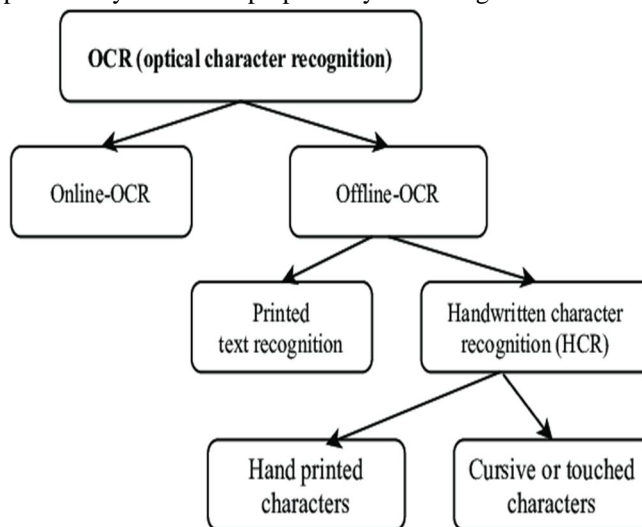 OCR (optical character recognition)
Online-OCR
Offline-OCR
Printed
text recognition
Handwritten character
recognition (HCR)
Hand printed
characters
Cursive or touched
characters